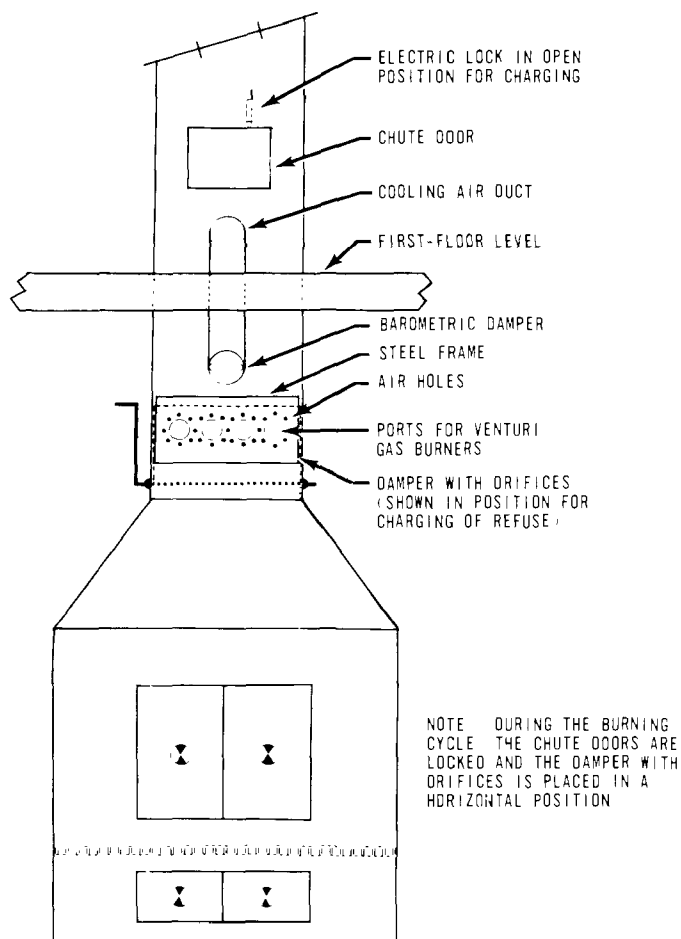 ELECTRIC LOCK IN OPEN
POSITION FOR CHARGING
CHUTE DOOR
COOLING AIR DUCT
FIRST-FLOOR LEVEL
BAROMETRIC DAMPER
STEEL FRAME
AIR HOLES
PORTS FOR VENTURI
GAS BURNERS
DAMPER WITH ORIFICES
(SHOWN IN POSITION FOR
CHARGING OF REFUSE)
NOTE DURING THE BURNING
CYCLE THE CHUTE DOORS ARE
LOCKED AND THE DAMPER WITH
ORIFICES IS PLACED IN A
HORIZONTAL POSITION